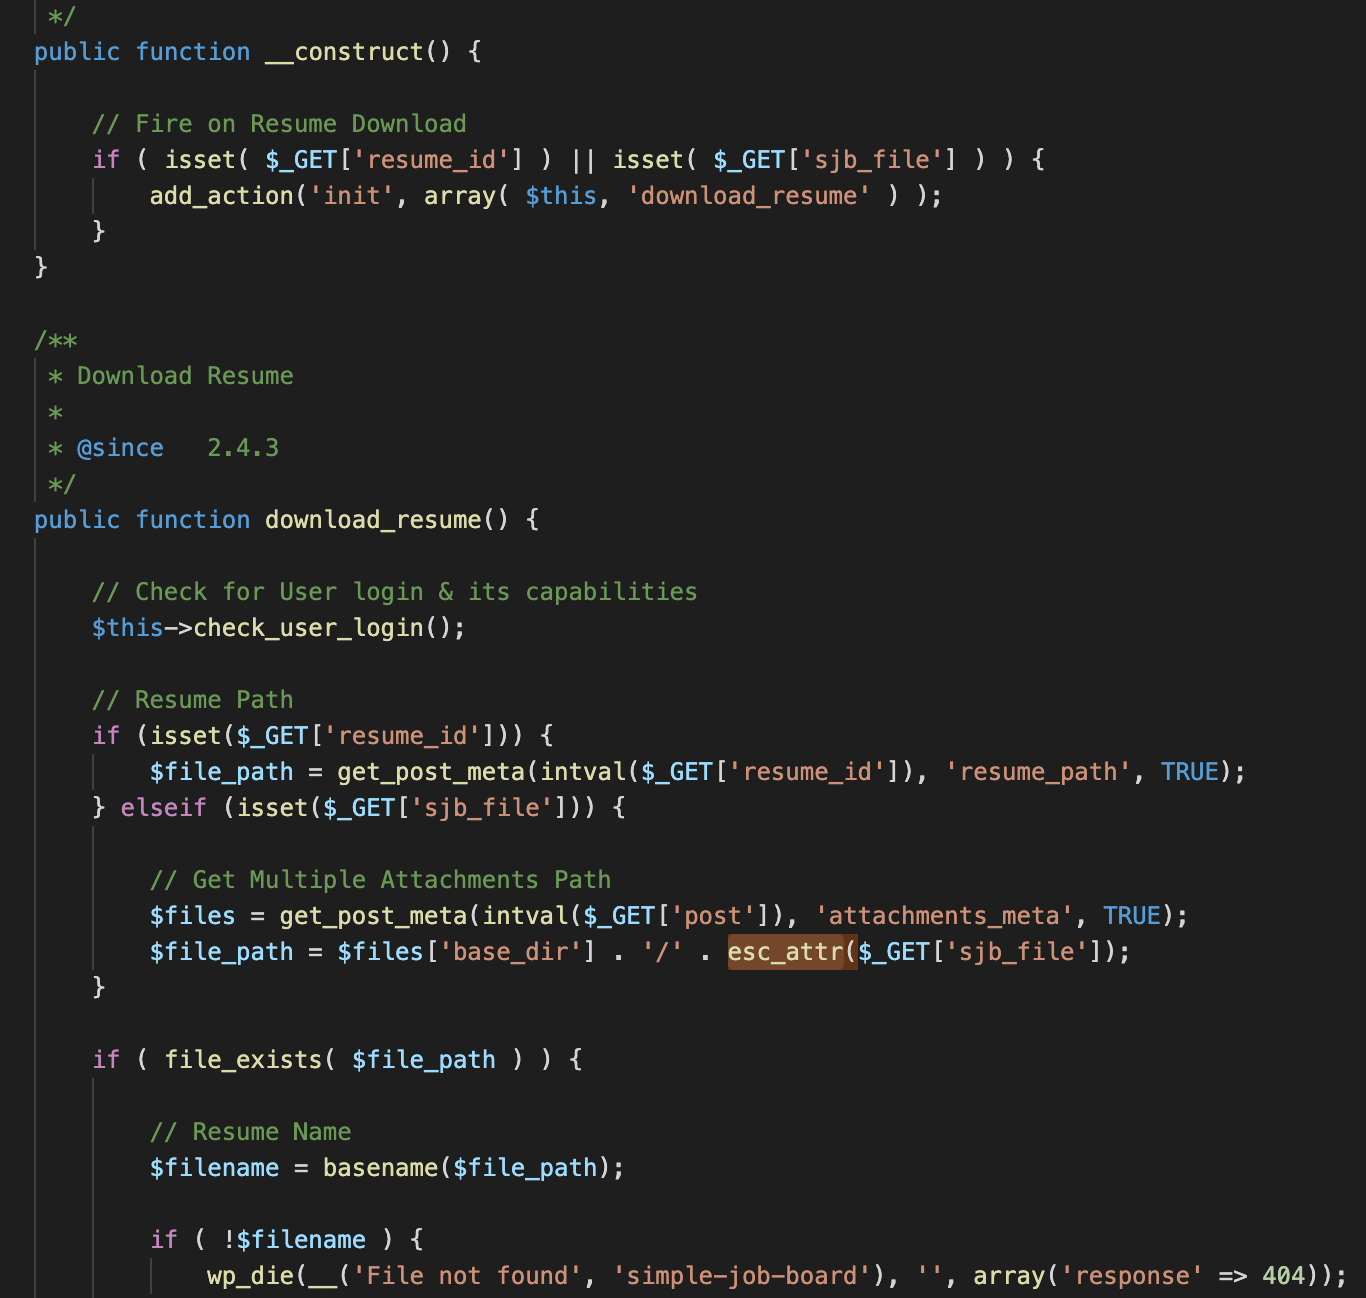 */
public function __construct() {

    // Fire on Resume Download
    if ( isset( $_GET['resume_id'] ) || isset( $_GET['sjb_file'] ) ) {
        add_action('init', array( $this, 'download_resume' ) );
    }
}

/**
 * Download Resume
 *
 * @since   2.4.3
 */
public function download_resume() {

    // Check for User login & its capabilities
    $this->check_user_login();

    // Resume Path
    if (isset($_GET['resume_id'])) {
        $file_path = get_post_meta(intval($_GET['resume_id']), 'resume_path', TRUE);
    } elseif (isset($_GET['sjb_file'])) {

        // Get Multiple Attachments Path
        $files = get_post_meta(intval($_GET['post']), 'attachments_meta', TRUE);
        $file_path = $files['base_dir'] . '/' . esc_attr($_GET['sjb_file']);
    }

    if ( file_exists( $file_path ) ) {

        // Resume Name
        $filename = basename($file_path);

        if ( !$filename ) {
            wp_die(__('File not found', 'simple-job-board'), '', array('response' => 404));